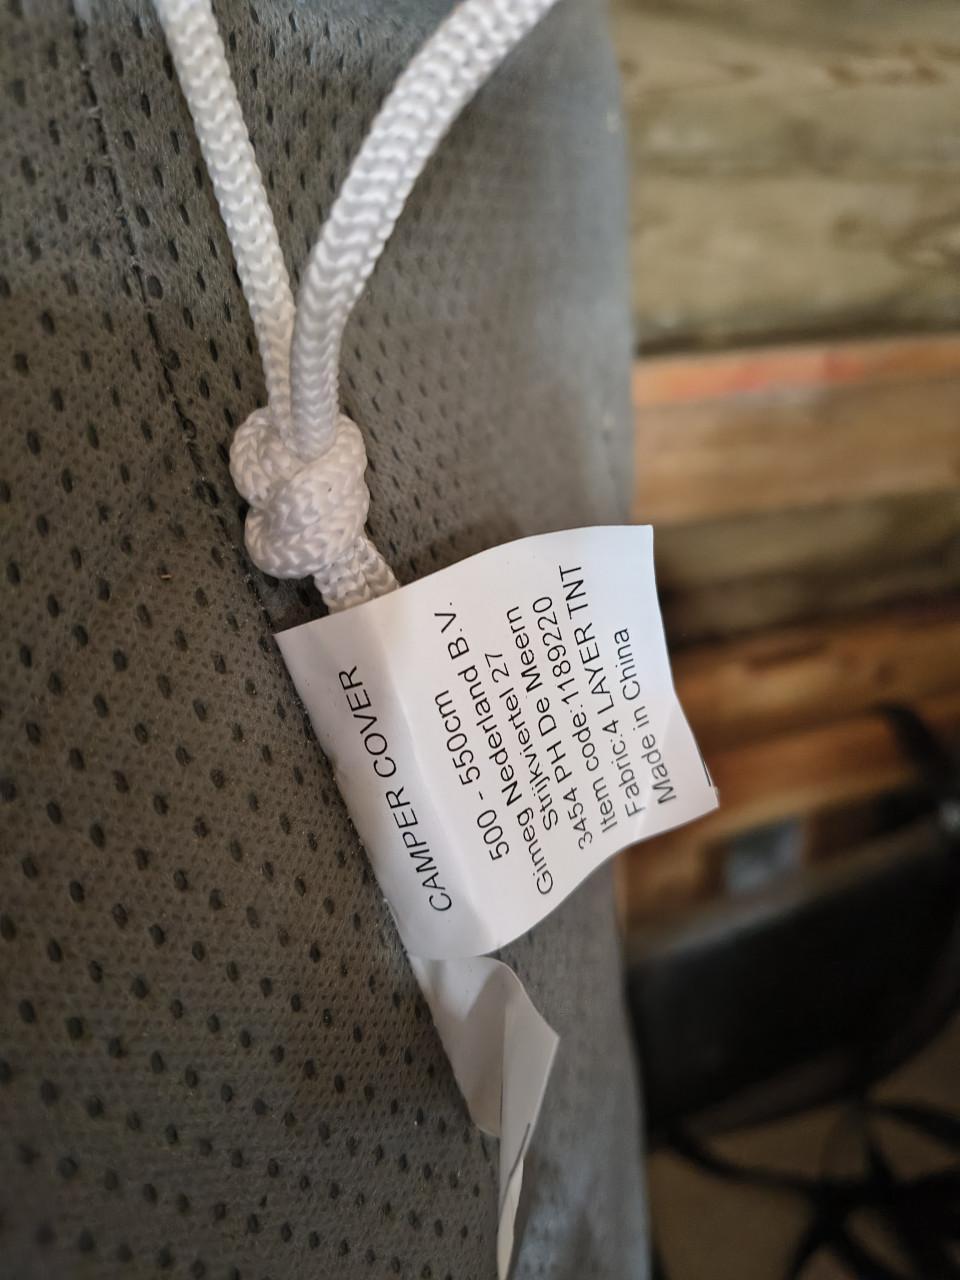 CAMPER COVER
500 - 550cm
Gimeg Nederland B.V.
Strijkviertel 27
3454 PH De Meern
Item code:1189220
Fabric:4 LAYER TNT
Made in China